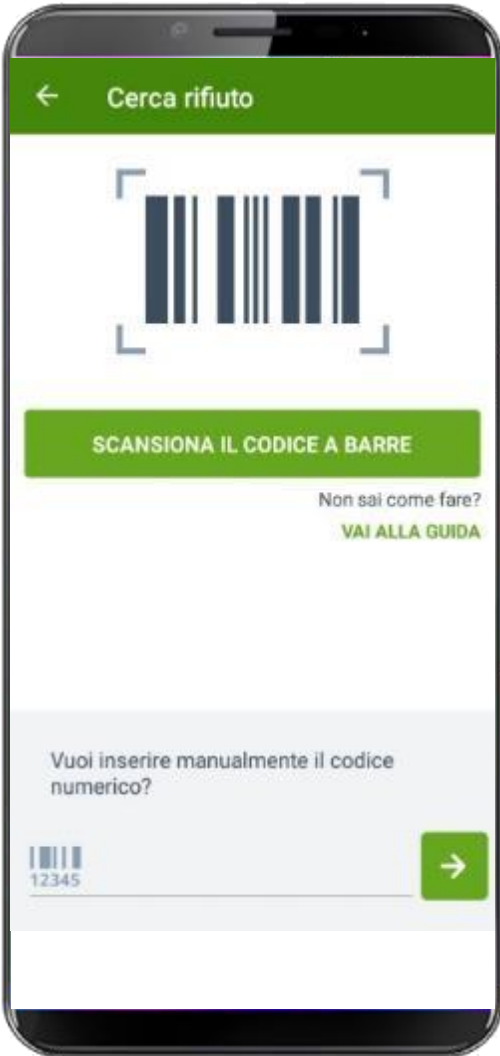 Cerca rifiuto
SCANSIONA IL CODICE A BARRE
Non sai come fare?
VAI ALLA GUIDA
Vuoi inserire manualmente il codice
numerico?
12345